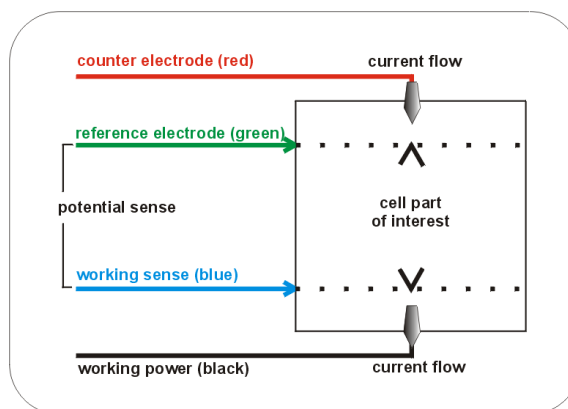 counter electrode (red)
current flow
reference electrode (green)
potential sense
cell part
of interest
working sense (blue)
working power (black)
current flow